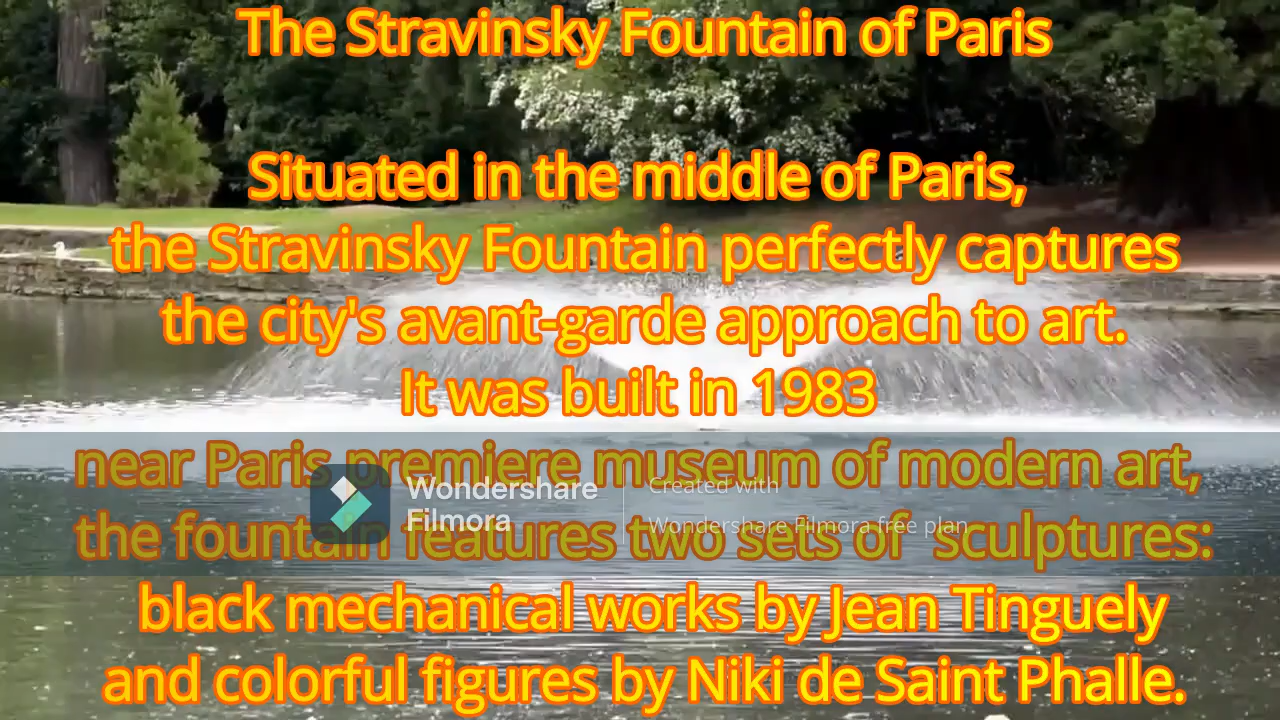 The Stravinsky Fountain of Paris
Situated in the middle of Paris,
the Stravinsky Fountain perfectly captures
the city's avant-garde approach to art.
It was built in 1983
near Paris premiere museum of modern art,
Wondershare
Filmora
Created with
Wondershare Filmora free plan
the fountain features two sets of sculptures:
black mechanical works by Jean Tinguely
and colorful figures by Niki de Saint Phalle.